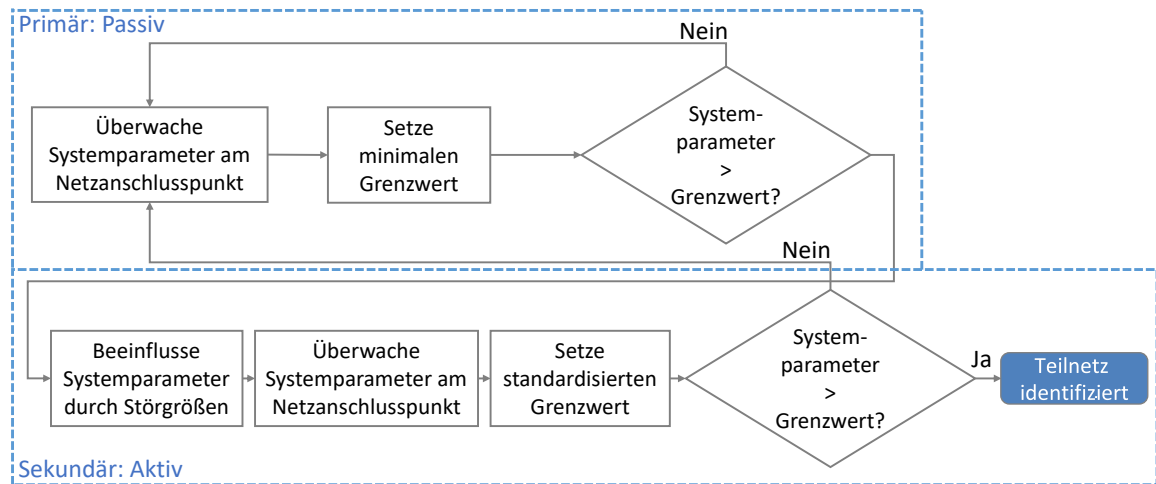 Primär: Passiv
Nein
Überwache
Systemparameter am
Netzanschlusspunkt
Setze
minimalen
Grenzwert
System-
parameter
>
Grenzwert?
Nein
Beeinflusse
Systemparameter
durch Störgrößen
Überwache
Systemparameter am
Netzanschlusspunkt
Setze
standardisierten
Grenzwert
System-
parameter
>
Grenzwert?
Ja
Teilnetz
identifiziert
Sekundär: Aktiv